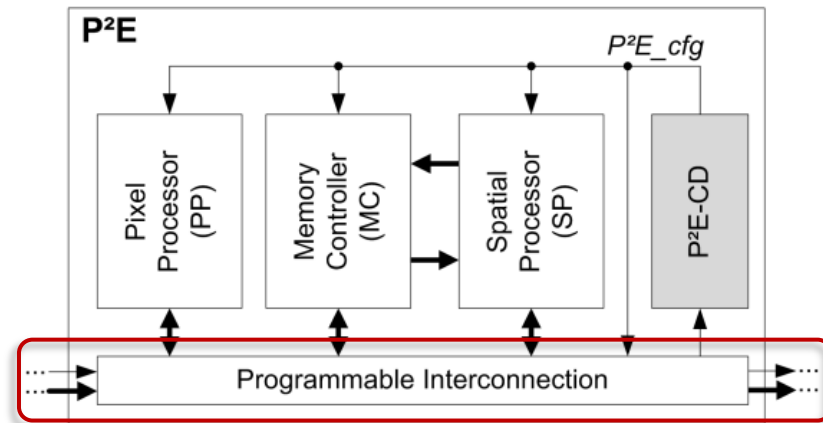 P²E
P²E_cfg
Pixel
Processor
(PP)
Memory
Controller
(MC)
Spatial
Processor
(SP)
P²E-CD
Programmable Interconnection